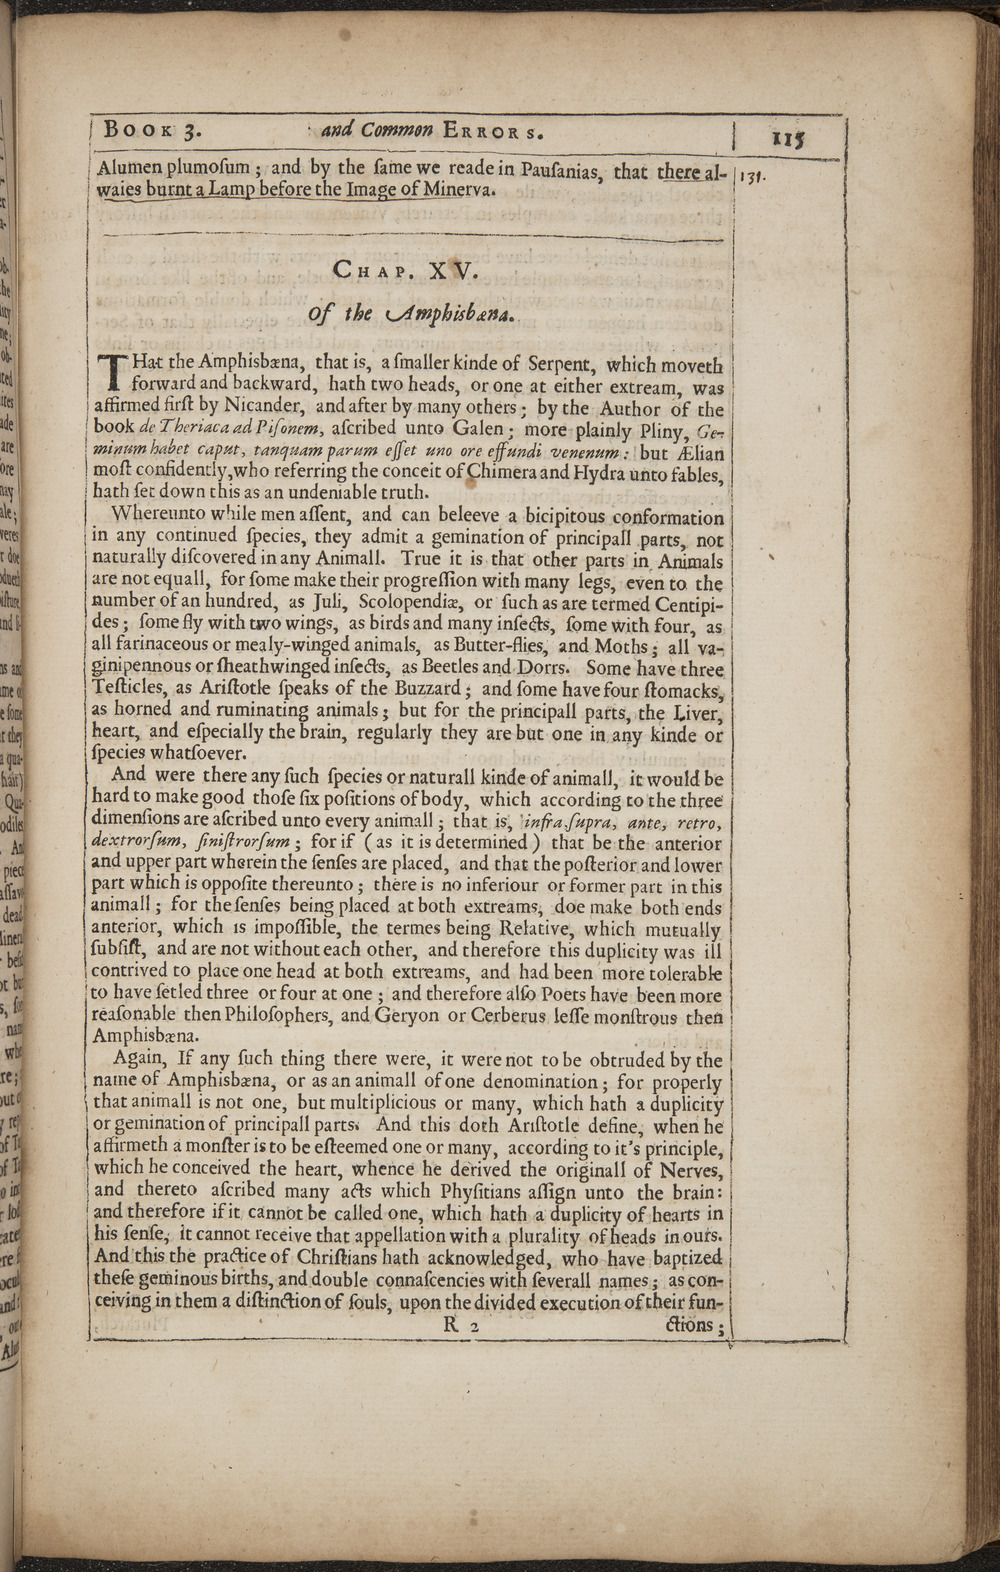 BOOK 3. and Common ERRORS. 115
Alumen plumoſum ; and by the ſame we reade in Pauſanias, that there al- 131.
waies burnt a Lamp before the Image of Minerva.
CHAP. XV.
Of the Amphisbæna.
THat the Amphisbæna, that is, a ſmaller kinde of Serpent, which moveth
forward and backward, hath two heads, or one at either extream, was
affirmed firſt by Nicander, and after by many others ; by the Author of the
book de Theriaca ad Piſonem, aſcribed unto Galen ; more plainly Pliny, Ge-
minum habet caput, tanquam parum eſſet uno ore effundi venenum : but Ælian
moſt confidently, who referring the conceit of Chimera and Hydra unto fables,
hath ſet down this as an undeniable truth.
Whereunto while men aſſent, and can beleeve a bicipitous conformation
in any continued ſpecies, they admit a gemination of principall parts, not
naturally diſcovered in any Animall. True it is that other parts in Animals
are not equall, for ſome make their progreſſion with many legs, even to the
number of an hundred, as Juli, Scolopendiæ, or ſuch as are termed Centipi-
des ; ſome fly with two wings, as birds and many inſects, ſome with four, as
all farinaceous or mealy-winged animals, as Butter-flies, and Moths ; all va-
ginipennous or ſheathwinged inſects, as Beetles and Dorrs. Some have three
Teſticles, as Ariſtotle ſpeaks of the Buzzard ; and ſome have four ſtomacks,
as horned and ruminating animals ; but for the principall parts, the Liver,
heart, and eſpecially the brain, regularly they are but one in any kinde or
ſpecies whatſoever.
And were there any ſuch ſpecies or naturall kinde of animall, it would be
hard to make good thoſe ſix poſitions of body, which according to the three
dimenſions are aſcribed unto every animall ; that is, infra, ſupra, ante, retro,
dextrorſum, ſiniſtrorſum ; for if ( as it is determined ) that be the anterior
and upper part wherein the ſenſes are placed, and that the poſterior and lower
part which is oppoſite thereunto ; there is no inferiour or former part in this
animall ; for the ſenſes being placed at both extreams, doe make both ends
anterior, which is impoſſible, the termes being Relative, which mutually
ſubſiſt, and are not without each other, and therefore this duplicity was ill
contrived to place one head at both extreams, and had been more tolerable
to have ſetled three or four at one ; and therefore alſo Poets have been more
reaſonable then Philoſophers, and Geryon or Cerberus leſſe monſtrous then
Amphisbæna.
Again, If any ſuch thing there were, it were not to be obtruded by the
name of Amphisbæna, or as an animall of one denomination ; for properly
that animall is not one, but multiplicious or many, which hath a duplicity
or gemination of principall parts. And this doth Ariſtotle define, when he
affirmeth a monſter is to be eſteemed one or many, according to it's principle,
which he conceived the heart, whence he derived the originall of Nerves,
and thereto aſcribed many acts which Phyſitians aſſign unto the brain :
and therefore if it cannot be called one, which hath a duplicity of hearts in
his ſenſe, it cannot receive that appellation with a plurality of heads in ours.
And this the practice of Chriſtians hath acknowledged, who have baptized
theſe geminous births, and double connaſcencies with ſeverall names ; as con-
ceiving in them a diſtinction of ſouls, upon the divided execution of their fun-
R 2 ctions ;